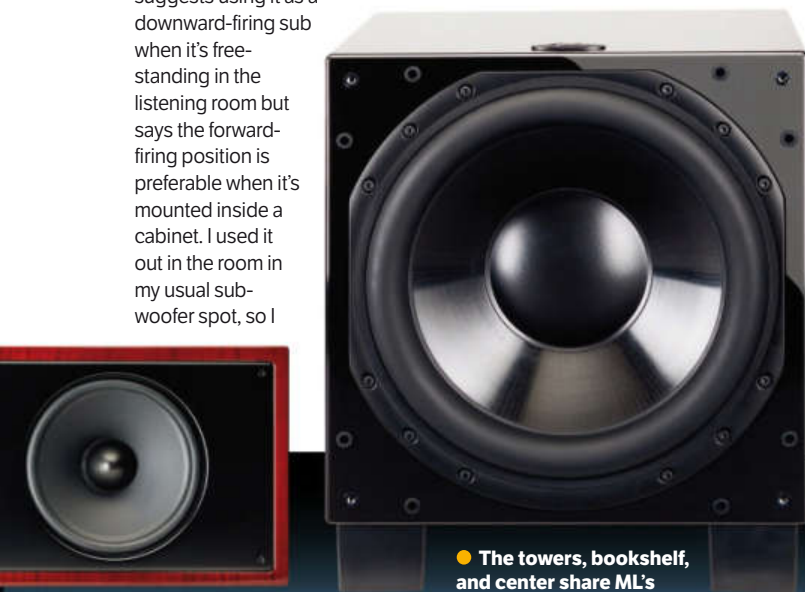 suggests using it as a
downward-firing sub
when it's free-
standing in the
listening room but
says the forward-
firing position is
preferable when it's
mounted inside a
cabinet. I used it
out in the room in
my usual sub-
woofer spot, so I
● The towers, bookshelf,
and center share ML's